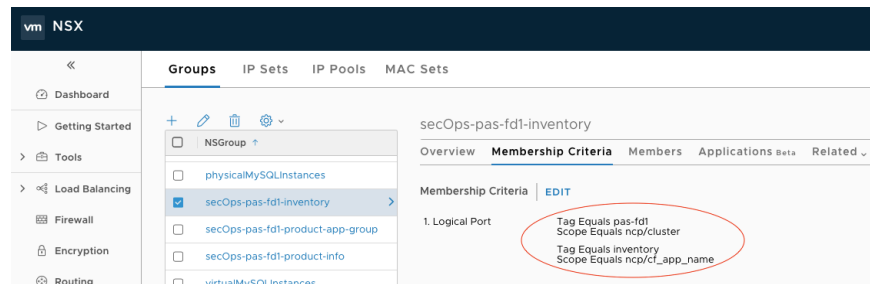 vm NSX
Groups IP Sets IP Pools MAC Sets
Dashboard
Getting Started
Tools
Load Balancing
Firewall
Encryption
Routing
NSGroup
physicalMySQLInstances
secOps-pas-fd1-inventory
secOps-pas-fd1-product-app-group
secOps-pas-fd1-product-info
virtualMySQLInstances
secOps-pas-fd1-inventory
Overview Membership Criteria Members Applications Beta Related
Membership Criteria EDIT
1. Logical Port
Tag Equals pas-fd1
Scope Equals ncp/cluster
Tag Equals inventory
Scope Equals ncp/cf_app_name